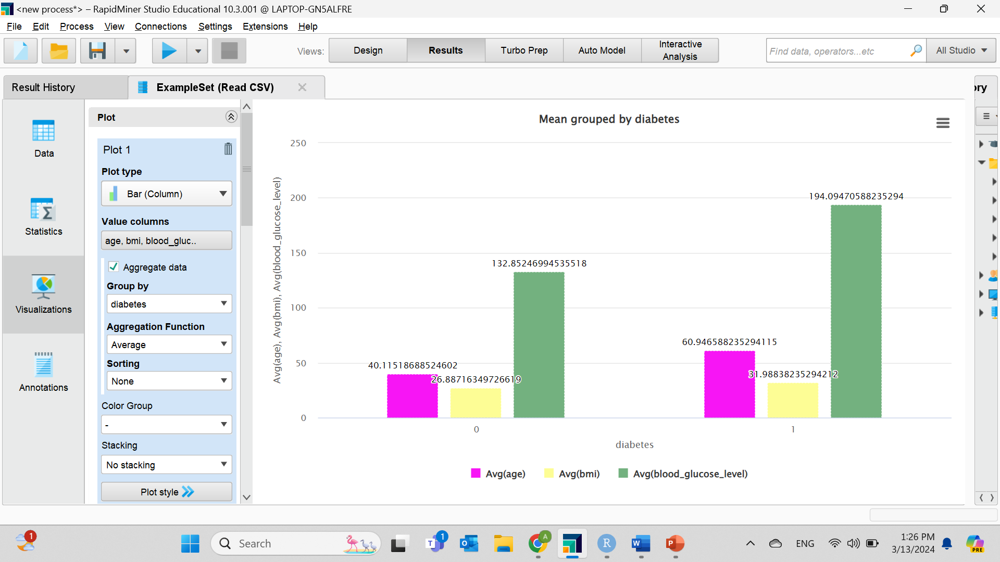 <new process*> – RapidMiner Studio Educational 10.3.001 @ LAPTOP-GN5ALFRE
File Edit Process View Connections Settings Extensions Help
Views: Design Results Turbo Prep Auto Model Interactive Analysis
Find data, operators...etc
All Studio
Result History
ExampleSet (Read CSV)
ory
Data
Statistics
Visualizations
Annotations
Plot
Plot 1
Plot type
Bar (Column)
Value columns
age, bmi, blood_gluc..
Aggregate data
Group by
diabetes
Aggregation Function
Average
Sorting
None
Color Group
-
Stacking
No stacking
Plot style
Mean grouped by diabetes
Avg(age), Avg(bmi), Avg(blood_glucose_level)
250
200
150
100
50
0
40.11518688524602
26.88716349726619
132.85246994535518
60.946588235294115
31.98838235294212
194.09470588235294
0
1
diabetes
Avg(age) Avg(bmi) Avg(blood_glucose_level)
1
Search
T
1
O
A
R
W
P
ENG
1:26 PM
3/13/2024
PRE